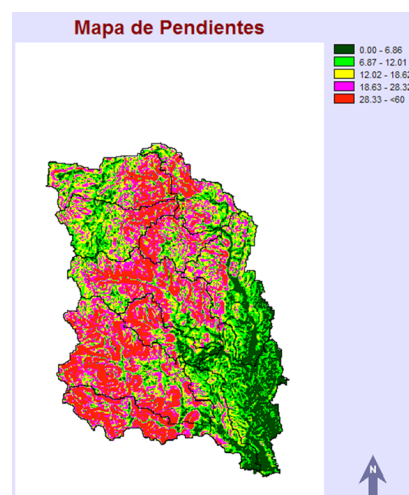 Mapa de Pendientes
0.00 - 6.86
6.87 - 12.01
12.02 - 18.62
18.63 - 28.32
28.33 - <60
N